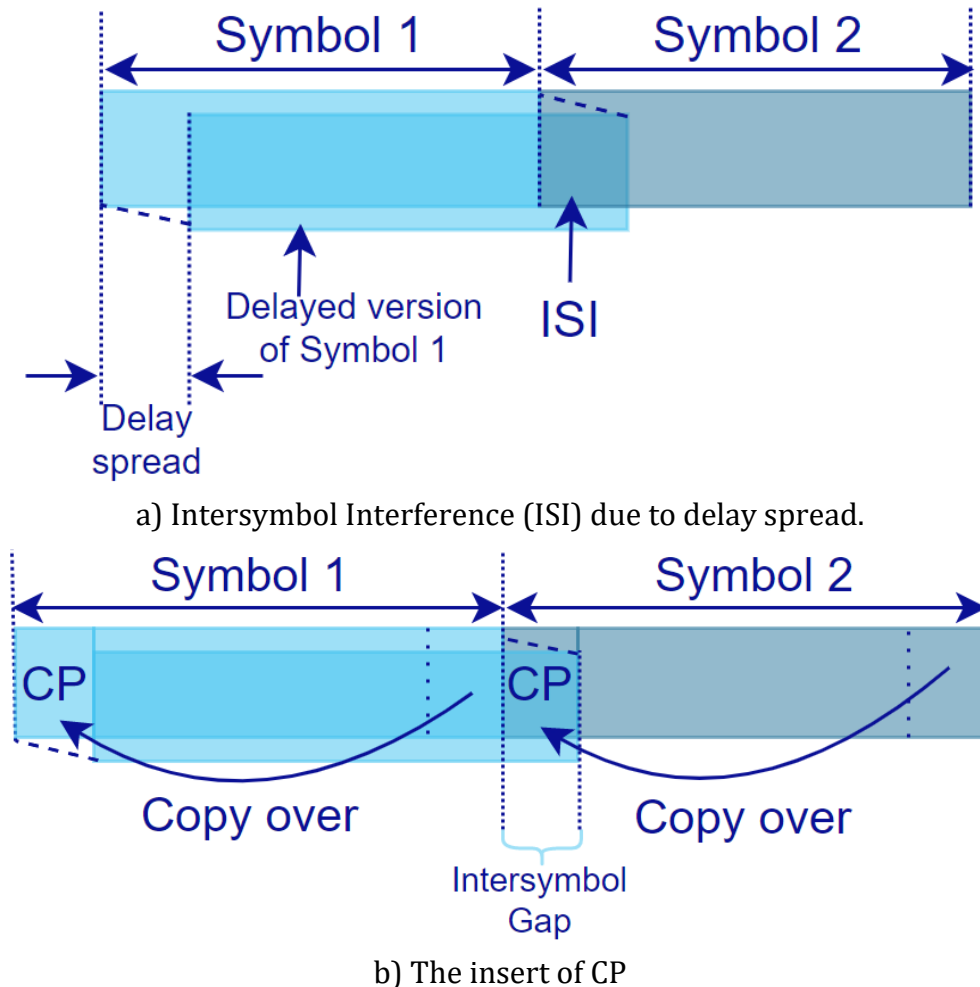 Symbol 1
Symbol 2
Delayed version
of Symbol 1
ISI
Delay
spread
a) Intersymbol Interference (ISI) due to delay spread.
Symbol 1
Symbol 2
CP
CP
Copy over
Copy over
Intersymbol
Gap
b) The insert of CP